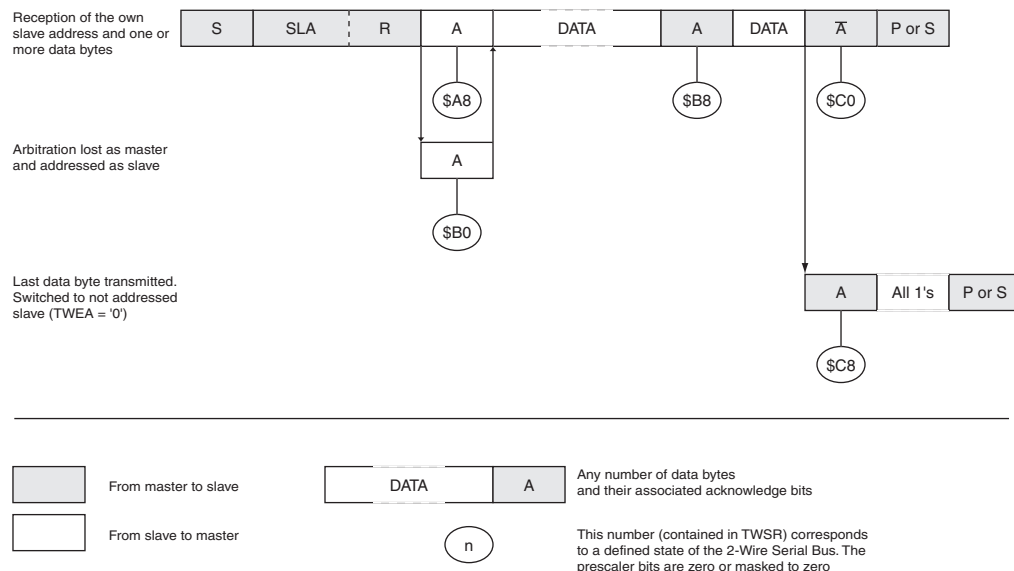 Reception of the own
slave address and one or
more data bytes
S SLA R A DATA A DATA A̅ P or S
$A8 $B8 $C0
Arbitration lost as master
and addressed as slave
A
$B0
Last data byte transmitted.
Switched to not addressed
slave (TWEA = '0')
A All 1's P or S
$C8
From master to slave
DATA A
Any number of data bytes
and their associated acknowledge bits
From slave to master
n
This number (contained in TWSR) corresponds
to a defined state of the 2-Wire Serial Bus. The
prescaler bits are zero or masked to zero